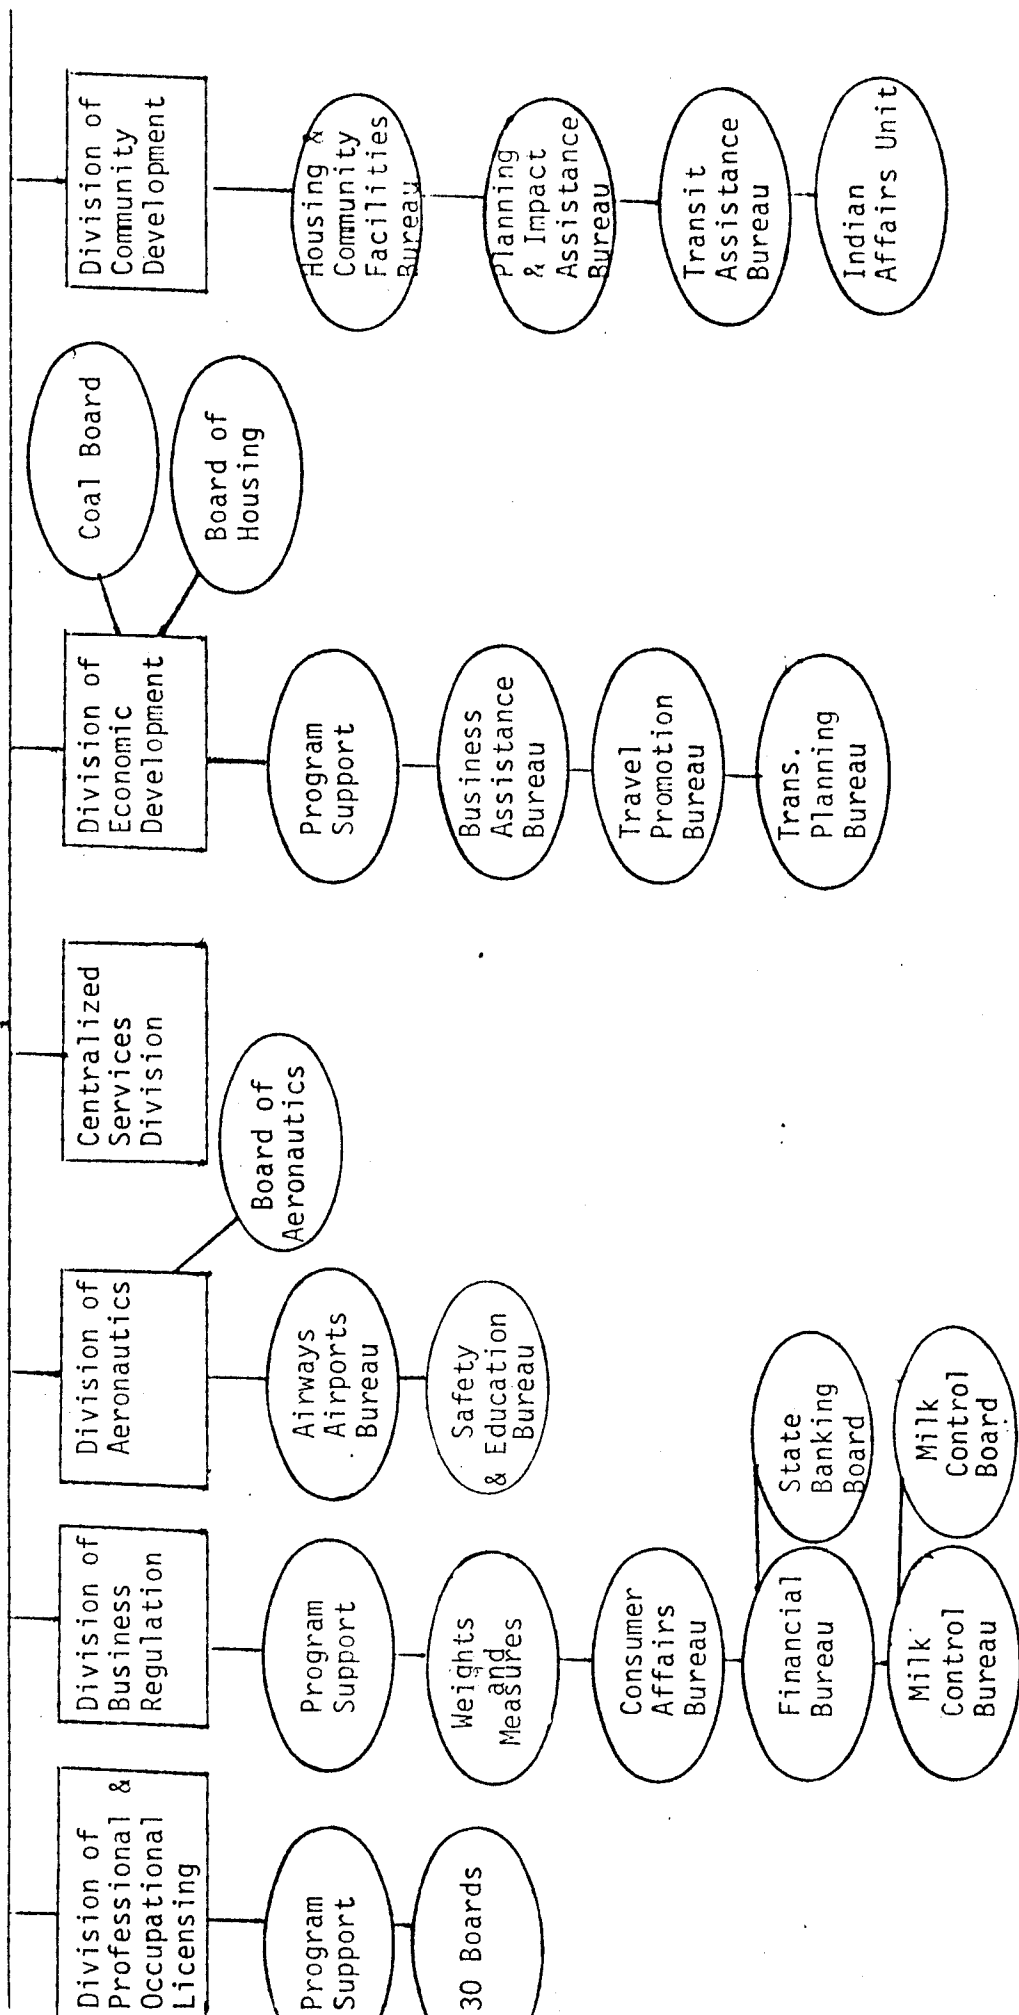 Division of
Professional &
Occupational
Licensing
Program
Support
30 Boards
Division of
Business
Regulation
Program
Support
Weights
and
Measures
Consumer
Affairs
Bureau
Financial
Bureau
State
Banking
Board
Milk
Control
Bureau
Milk
Control
Board
Division of
Aeronautics
Board of
Aeronautics
Airways
Airports
Bureau
Safety
& Education
Bureau
Centralized
Services
Division
Division of
Economic
Development
Coal Board
Board of
Housing
Program
Support
Business
Assistance
Bureau
Travel
Promotion
Bureau
Trans.
Planning
Bureau
Division of
Community
Development
Housing &
Community
Facilities
Bureau
Planning
& Impact
Assistance
Bureau
Transit
Assistance
Bureau
Indian
Affairs Unit